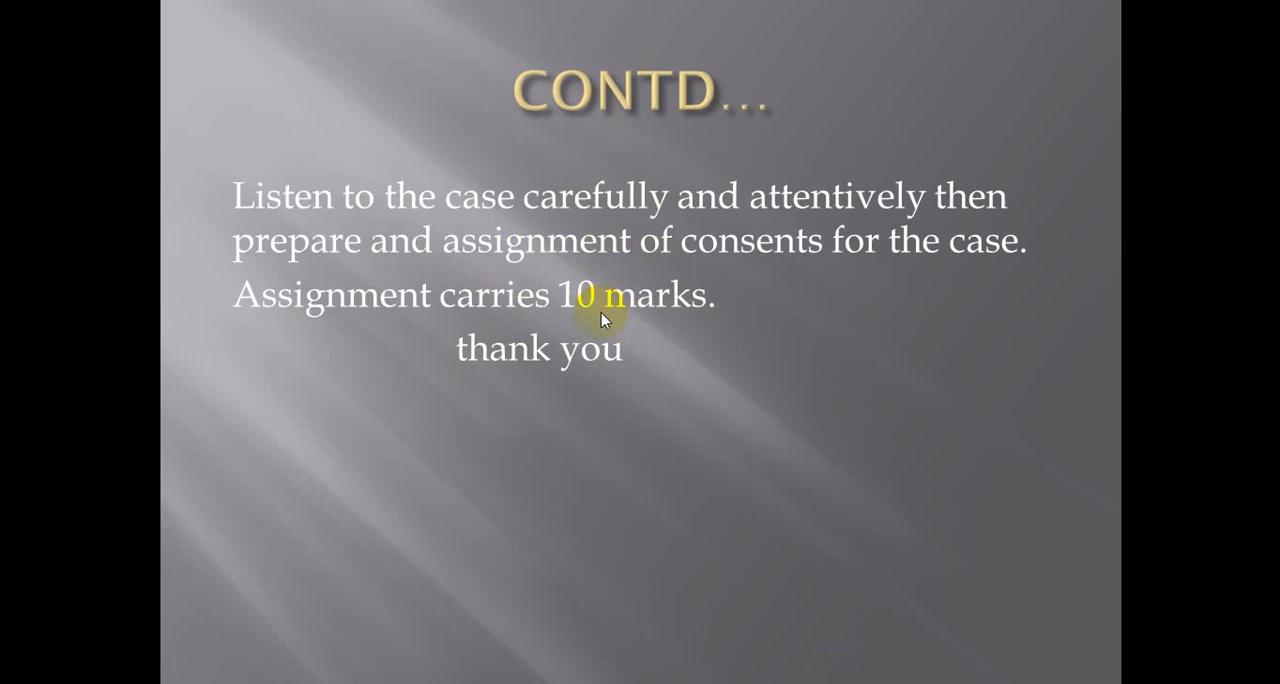 CONTD...
Listen to the case carefully and attentively then
prepare and assignment of consents for the case.
Assignment carries 10 marks.
thank you